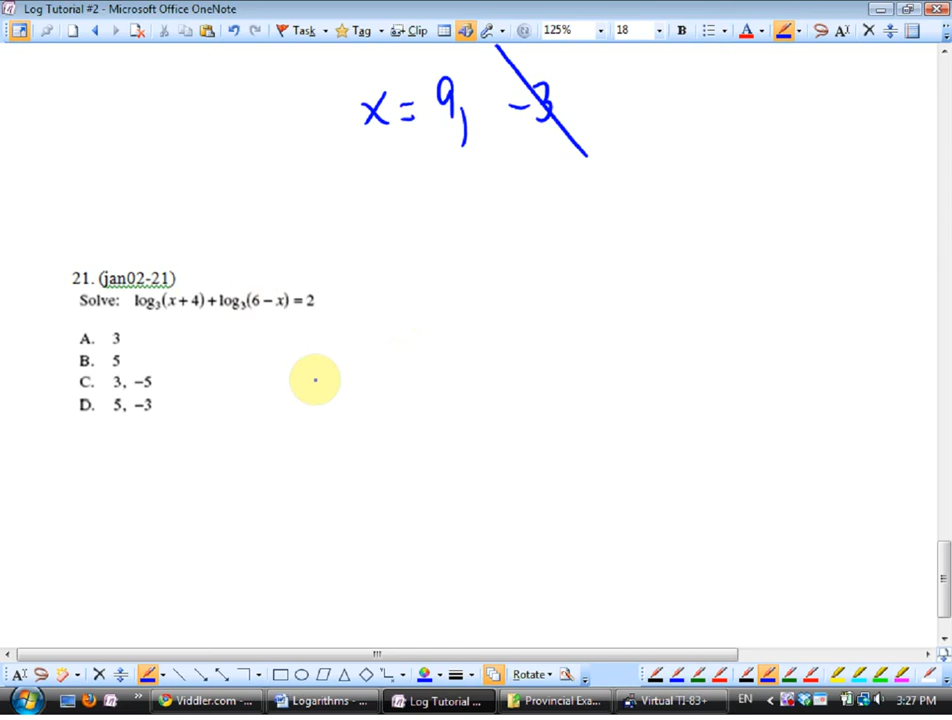 Log Tutorial #2 - Microsoft Office OneNote
Task Tag Clip 125% 18 B A
x = 9, -3
21. (jan02-21)
Solve: log₃(x + 4) + log₃(6 − x) = 2
A. 3
B. 5
C. 3, −5
D. 5, −3
Rotate
Viddler.com - ... Logarithms - ... Log Tutorial ... Provincial Exa... Virtual TI-83+ EN 3:27 PM